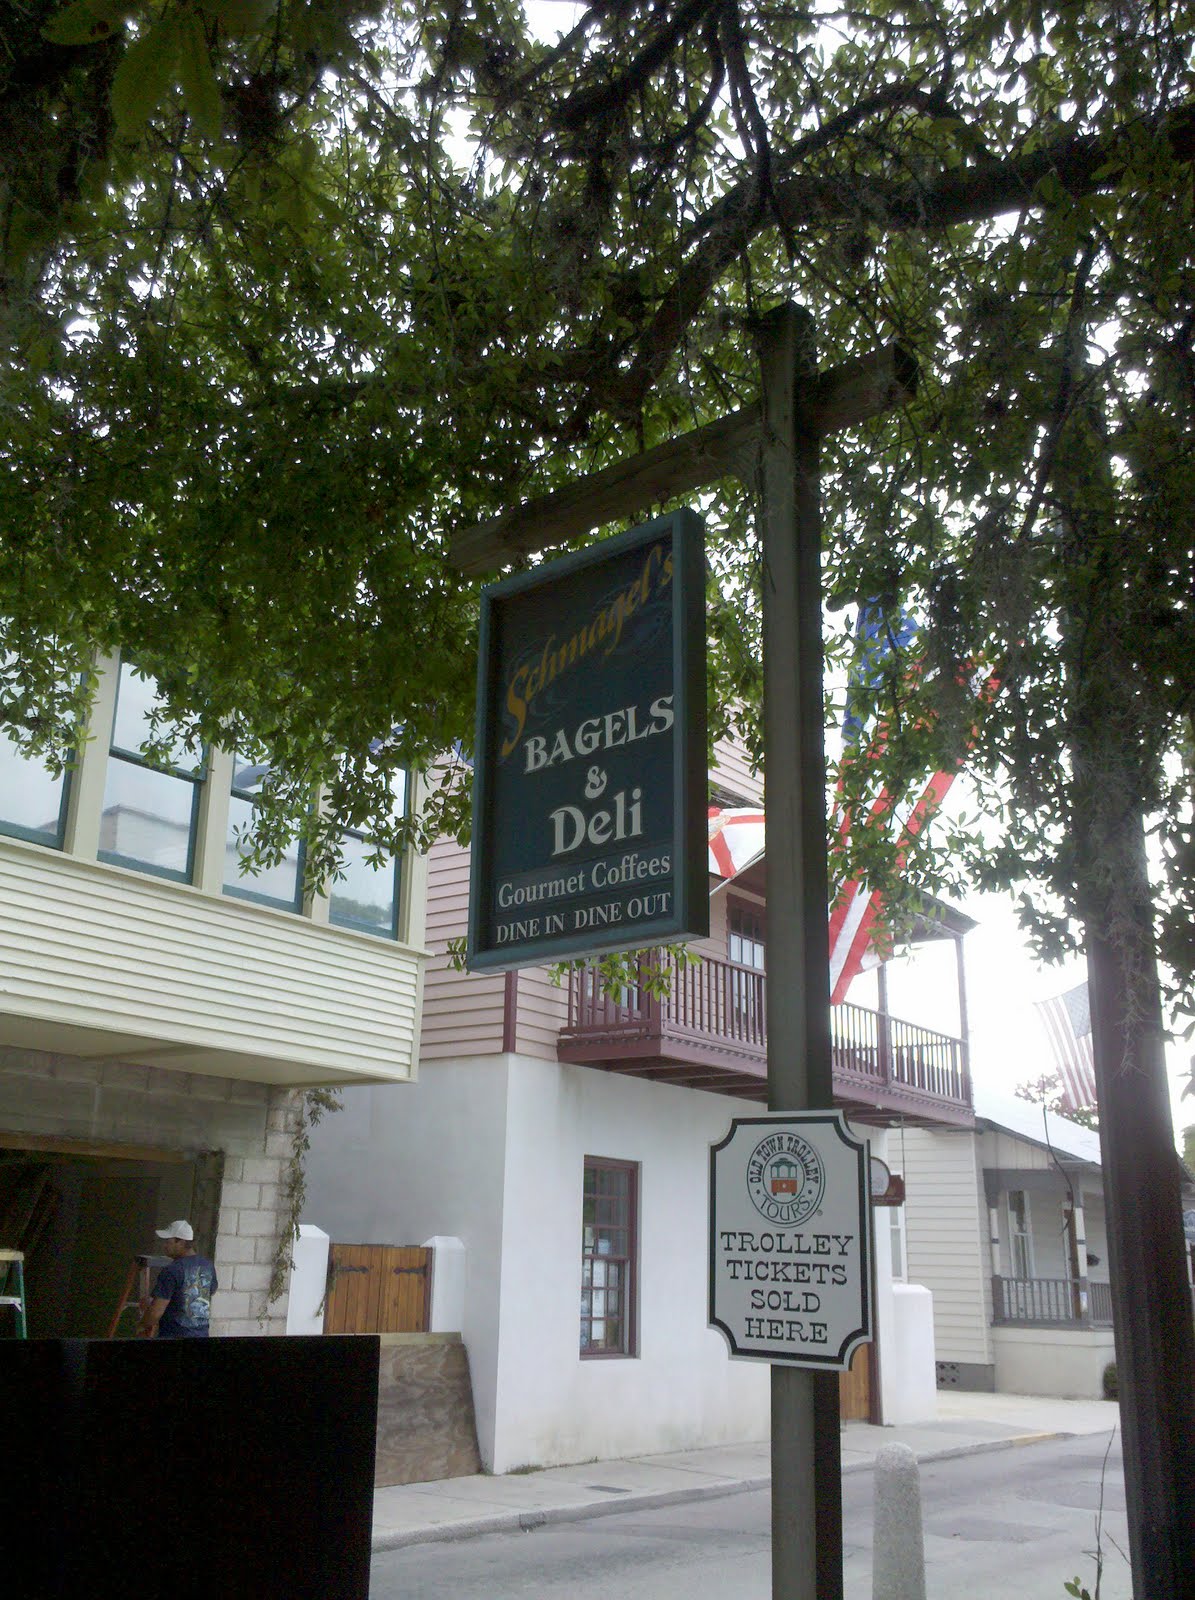 Schmagel's
BAGELS
&
Deli
Gourmet Coffees
DINE IN DINE OUT
OLD TOWN TROLLEY
TOURS
®
TROLLEY
TICKETS
SOLD
HERE